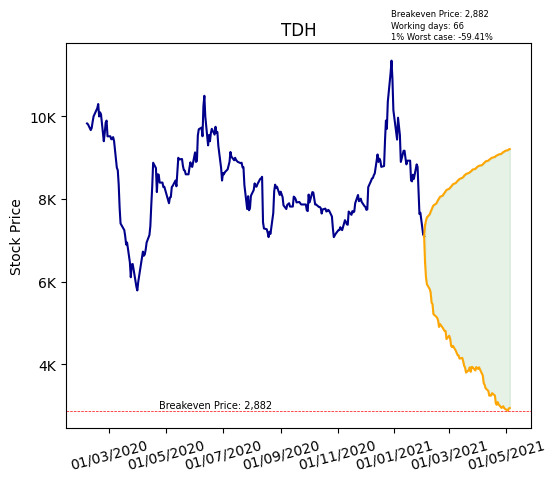 Breakeven Price: 2,882
Working days: 66
1% Worst case: -59.41%
TDH
Stock Price
10K
8K
6K
4K
Breakeven Price: 2,882
01/03/2020
01/05/2020
01/07/2020
01/09/2020
01/11/2020
01/01/2021
01/03/2021
01/05/2021